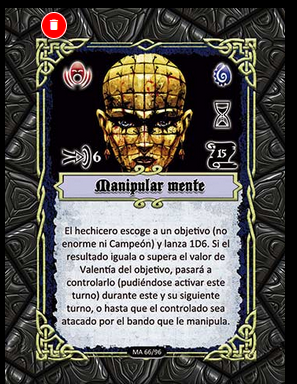 6
15
Manipular mente
El hechicero escoge a un objetivo (no
enorme ni Campeón) y lanza 1D6. Si el
resultado iguala o supera el valor de
Valentía del objetivo, pasará a
controlarlo (pudiéndose activar este
turno) durante este y su siguiente
turno, o hasta que el controlado sea
atacado por el bando que le manipula.
MA 66/96